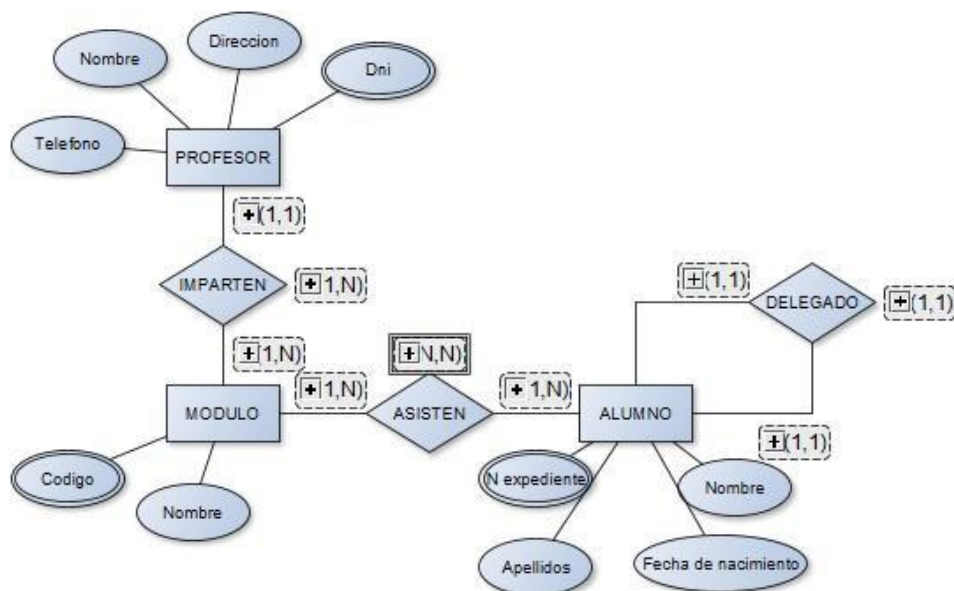 Direccion
Nombre
Dni
Telefono
PROFESOR
(1,1)
IMPARTEN
1,N)
(1,1)
DELEGADO
(1,1)
1,N)
N,N)
1,N)
1,N)
MODULO
ASISTEN
ALUMNO
(1,1)
Codigo
Nombre
N expediente
Nombre
Apellidos
Fecha de nacimiento